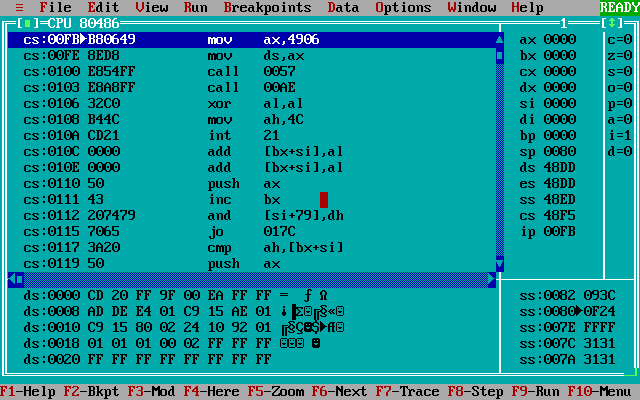 ≡ File Edit View Run Breakpoints Data Options Window Help READY
[■]=CPU 80486 1 [↕]
cs:00FB►B80649 mov ax,4906 ax 0000 c=0
cs:00FE 8ED8 mov ds,ax bx 0000 z=0
cs:0100 E854FF call 0057 cx 0000 s=0
cs:0103 E8A8FF call 00AE dx 0000 o=0
cs:0106 32C0 xor al,al si 0000 p=0
cs:0108 B44C mov ah,4C di 0000 a=0
cs:010A CD21 int 21 bp 0000 i=1
cs:010C 0000 add [bx+si],al sp 0080 d=0
cs:010E 0000 add [bx+si],al ds 48DD
cs:0110 50 push ax es 48DD
cs:0111 43 inc bx ss 48ED
cs:0112 207479 and [si+79],dh cs 48F5
cs:0115 7065 jo 017C ip 00FB
cs:0117 3A20 cmp ah,[bx+si]
cs:0119 50 push ax
ds:0000 CD 20 FF 9F 00 EA FF FF = ƒ Ω ss:0082 093C
ds:0008 AD DE E4 01 C9 15 AE 01 ¡▐Σ☺╔§«☺ ss:0080►0F24
ds:0010 C9 15 80 02 24 10 92 01 ╔§Ç☻$►Æ☺ ss:007E FFFF
ds:0018 01 01 01 00 02 FF FF FF ☺☺☺ ☻ ss:007C 3131
ds:0020 FF FF FF FF FF FF FF FF ss:007A 3131
F1-Help F2-Bkpt F3-Mod F4-Here F5-Zoom F6-Next F7-Trace F8-Step F9-Run F10-Menu